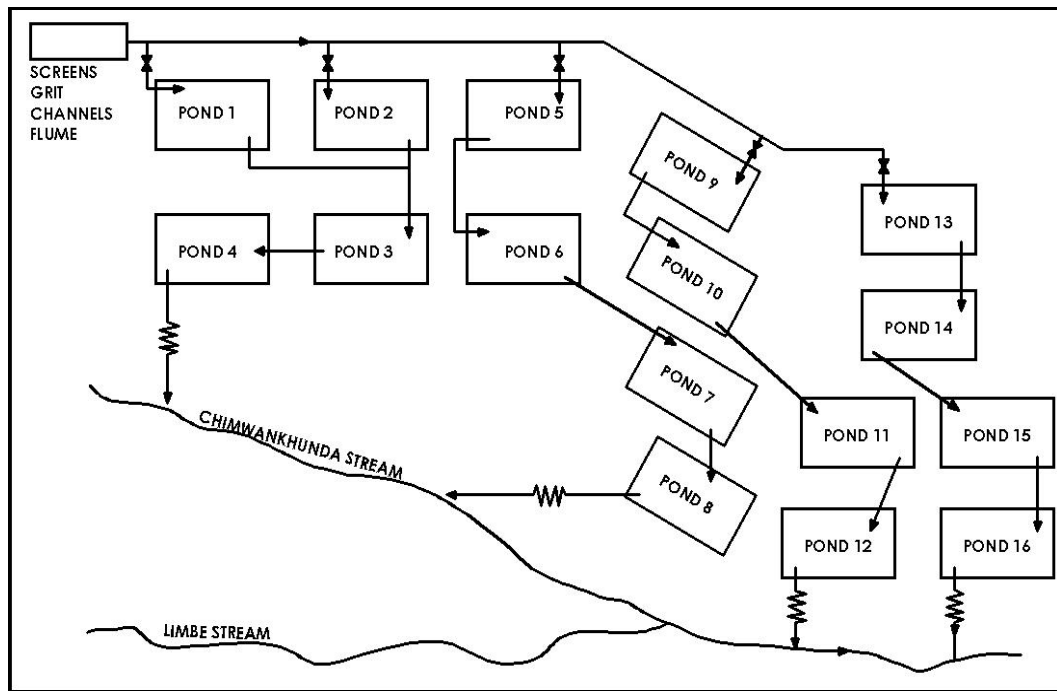 SCREENS
GRIT
CHANNELS
FLUME
POND 1
POND 2
POND 5
POND 9
POND 13
POND 4
POND 3
POND 6
POND 10
POND 14
POND 7
POND 11
POND 15
CHIMWANKHUNDA STREAM
POND 8
POND 12
POND 16
LIMBE STREAM